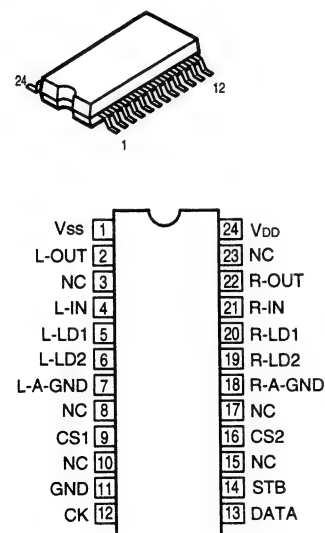 24
12
1
Vss 1 24 VDD
L-OUT 2 23 NC
NC 3 22 R-OUT
L-IN 4 21 R-IN
L-LD1 5 20 R-LD1
L-LD2 6 19 R-LD2
L-A-GND 7 18 R-A-GND
NC 8 17 NC
CS1 9 16 CS2
NC 10 15 NC
GND 11 14 STB
CK 12 13 DATA